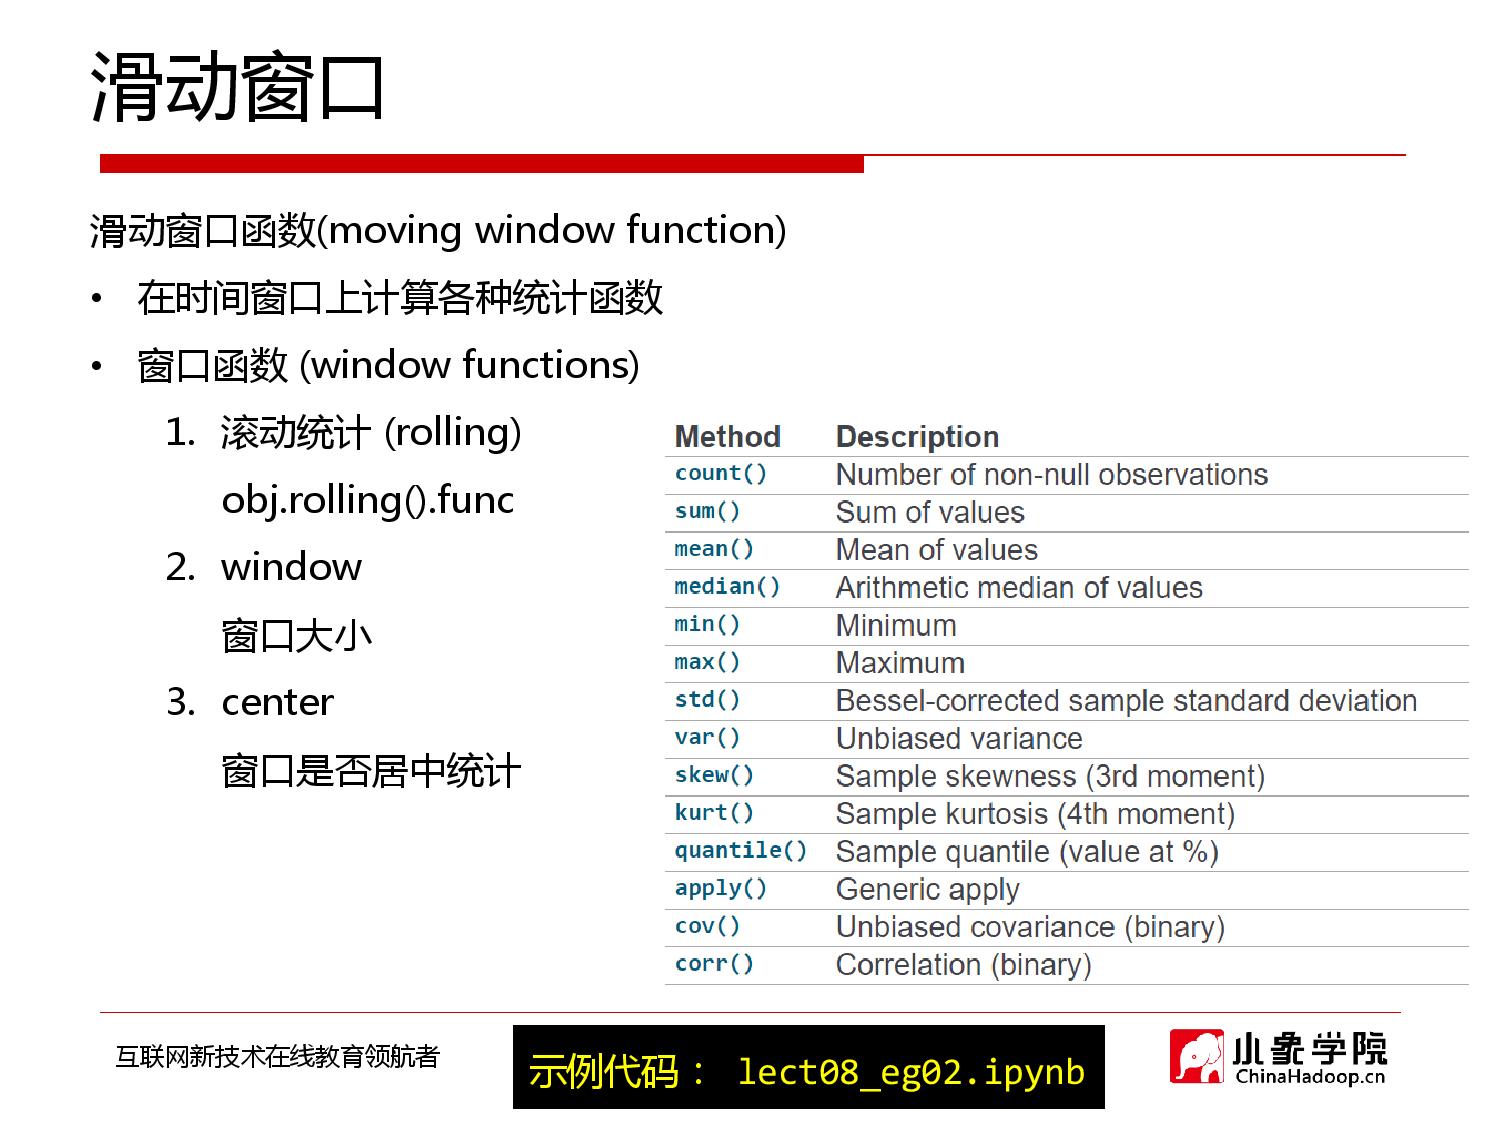 滑动窗口
滑动窗口函数(moving window function)
• 在时间窗口上计算各种统计函数
• 窗口函数 (window functions)
1. 滚动统计 (rolling)
obj.rolling().func
2. window
窗口大小
3. center
窗口是否居中统计
Method Description
count() Number of non-null observations
sum() Sum of values
mean() Mean of values
median() Arithmetic median of values
min() Minimum
max() Maximum
std() Bessel-corrected sample standard deviation
var() Unbiased variance
skew() Sample skewness (3rd moment)
kurt() Sample kurtosis (4th moment)
quantile() Sample quantile (value at %)
apply() Generic apply
cov() Unbiased covariance (binary)
corr() Correlation (binary)
互联网新技术在线教育领航者
示例代码： lect08_eg02.ipynb
小象学院
ChinaHadoop.cn